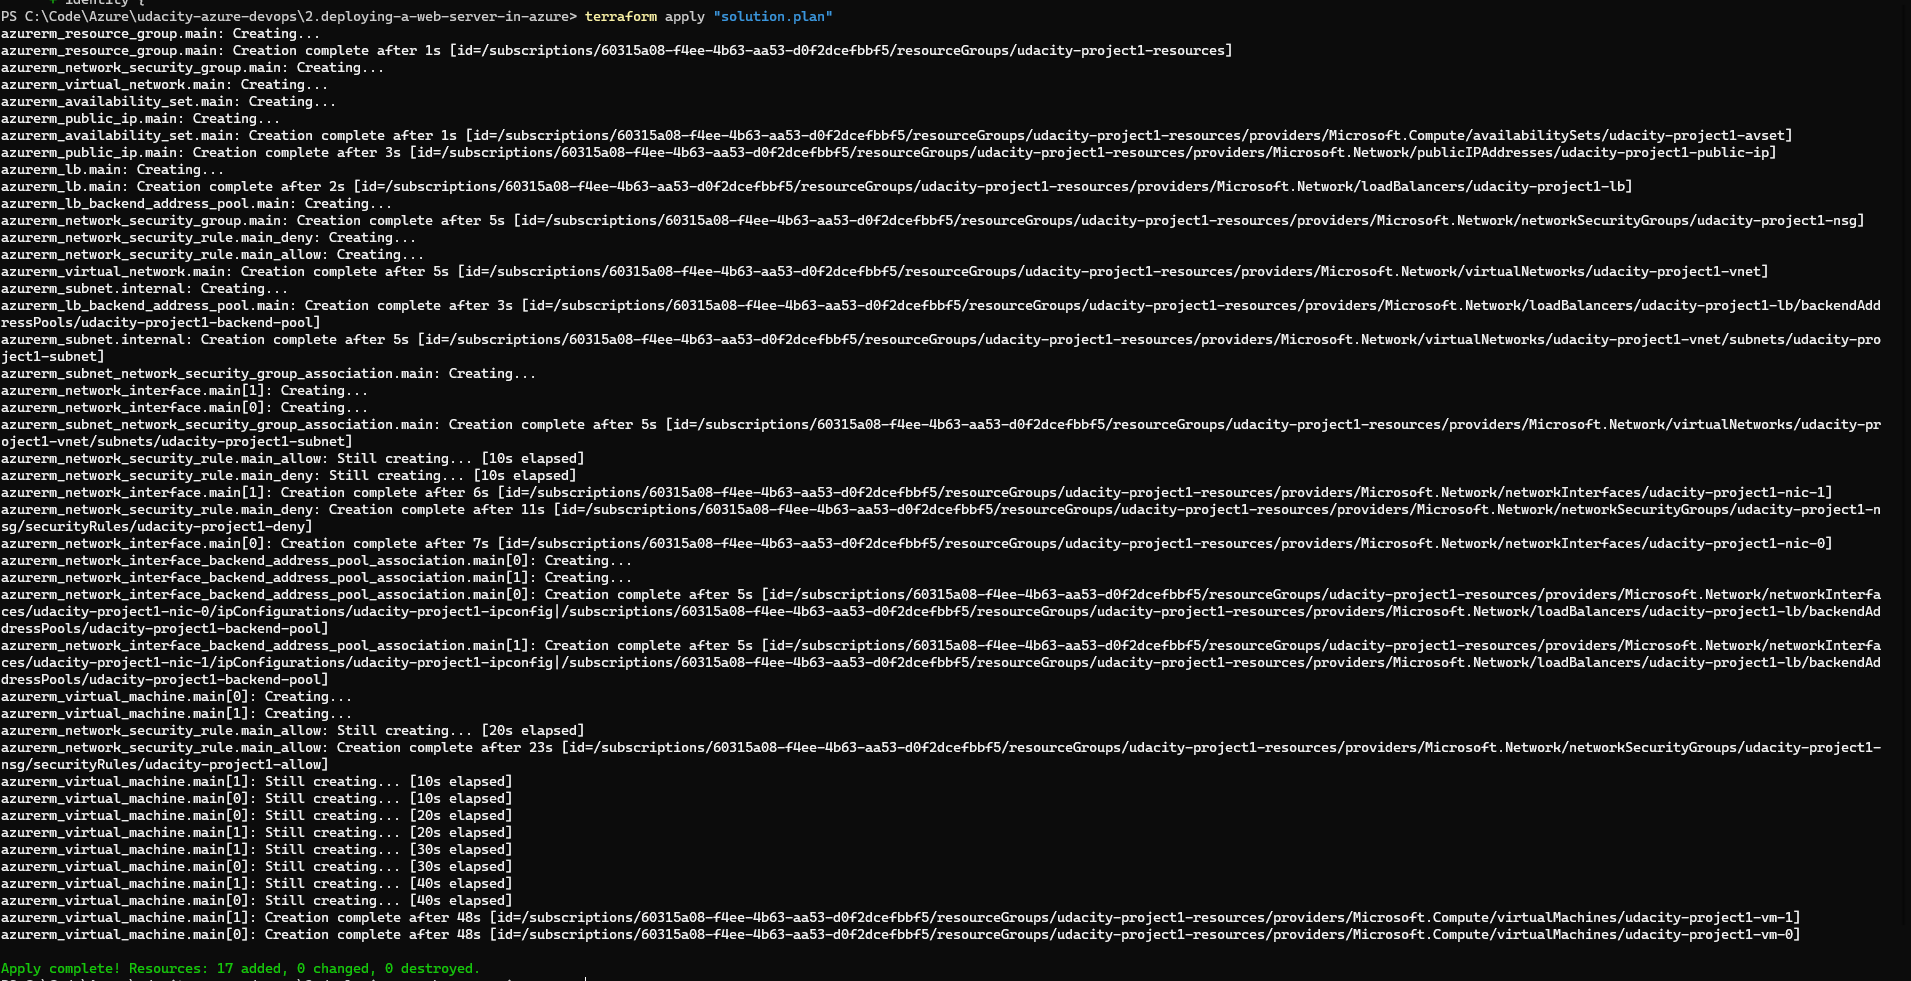 + identity {
PS C:\Code\Azure\udacity-azure-devops\2.deploying-a-web-server-in-azure> terraform apply "solution.plan"
azurerm_resource_group.main: Creating...
azurerm_resource_group.main: Creation complete after 1s [id=/subscriptions/60315a08-f4ee-4b63-aa53-d0f2dcefbbf5/resourceGroups/udacity-project1-resources]
azurerm_network_security_group.main: Creating...
azurerm_virtual_network.main: Creating...
azurerm_availability_set.main: Creating...
azurerm_public_ip.main: Creating...
azurerm_availability_set.main: Creation complete after 1s [id=/subscriptions/60315a08-f4ee-4b63-aa53-d0f2dcefbbf5/resourceGroups/udacity-project1-resources/providers/Microsoft.Compute/availabilitySets/udacity-project1-avset]
azurerm_public_ip.main: Creation complete after 3s [id=/subscriptions/60315a08-f4ee-4b63-aa53-d0f2dcefbbf5/resourceGroups/udacity-project1-resources/providers/Microsoft.Network/publicIPAddresses/udacity-project1-public-ip]
azurerm_lb.main: Creating...
azurerm_lb.main: Creation complete after 2s [id=/subscriptions/60315a08-f4ee-4b63-aa53-d0f2dcefbbf5/resourceGroups/udacity-project1-resources/providers/Microsoft.Network/loadBalancers/udacity-project1-lb]
azurerm_lb_backend_address_pool.main: Creating...
azurerm_network_security_group.main: Creation complete after 5s [id=/subscriptions/60315a08-f4ee-4b63-aa53-d0f2dcefbbf5/resourceGroups/udacity-project1-resources/providers/Microsoft.Network/networkSecurityGroups/udacity-project1-nsg]
azurerm_network_security_rule.main_deny: Creating...
azurerm_network_security_rule.main_allow: Creating...
azurerm_virtual_network.main: Creation complete after 5s [id=/subscriptions/60315a08-f4ee-4b63-aa53-d0f2dcefbbf5/resourceGroups/udacity-project1-resources/providers/Microsoft.Network/virtualNetworks/udacity-project1-vnet]
azurerm_subnet.internal: Creating...
azurerm_lb_backend_address_pool.main: Creation complete after 3s [id=/subscriptions/60315a08-f4ee-4b63-aa53-d0f2dcefbbf5/resourceGroups/udacity-project1-resources/providers/Microsoft.Network/loadBalancers/udacity-project1-lb/backendAdd
ressPools/udacity-project1-backend-pool]
azurerm_subnet.internal: Creation complete after 5s [id=/subscriptions/60315a08-f4ee-4b63-aa53-d0f2dcefbbf5/resourceGroups/udacity-project1-resources/providers/Microsoft.Network/virtualNetworks/udacity-project1-vnet/subnets/udacity-pro
ject1-subnet]
azurerm_subnet_network_security_group_association.main: Creating...
azurerm_network_interface.main[1]: Creating...
azurerm_network_interface.main[0]: Creating...
azurerm_subnet_network_security_group_association.main: Creation complete after 5s [id=/subscriptions/60315a08-f4ee-4b63-aa53-d0f2dcefbbf5/resourceGroups/udacity-project1-resources/providers/Microsoft.Network/virtualNetworks/udacity-pr
oject1-vnet/subnets/udacity-project1-subnet]
azurerm_network_security_rule.main_allow: Still creating... [10s elapsed]
azurerm_network_security_rule.main_deny: Still creating... [10s elapsed]
azurerm_network_interface.main[1]: Creation complete after 6s [id=/subscriptions/60315a08-f4ee-4b63-aa53-d0f2dcefbbf5/resourceGroups/udacity-project1-resources/providers/Microsoft.Network/networkInterfaces/udacity-project1-nic-1]
azurerm_network_security_rule.main_deny: Creation complete after 11s [id=/subscriptions/60315a08-f4ee-4b63-aa53-d0f2dcefbbf5/resourceGroups/udacity-project1-resources/providers/Microsoft.Network/networkSecurityGroups/udacity-project1-n
sg/securityRules/udacity-project1-deny]
azurerm_network_interface.main[0]: Creation complete after 7s [id=/subscriptions/60315a08-f4ee-4b63-aa53-d0f2dcefbbf5/resourceGroups/udacity-project1-resources/providers/Microsoft.Network/networkInterfaces/udacity-project1-nic-0]
azurerm_network_interface_backend_address_pool_association.main[0]: Creating...
azurerm_network_interface_backend_address_pool_association.main[1]: Creating...
azurerm_network_interface_backend_address_pool_association.main[0]: Creation complete after 5s [id=/subscriptions/60315a08-f4ee-4b63-aa53-d0f2dcefbbf5/resourceGroups/udacity-project1-resources/providers/Microsoft.Network/networkInterfa
ces/udacity-project1-nic-0/ipConfigurations/udacity-project1-ipconfig|/subscriptions/60315a08-f4ee-4b63-aa53-d0f2dcefbbf5/resourceGroups/udacity-project1-resources/providers/Microsoft.Network/loadBalancers/udacity-project1-lb/backendAd
dressPools/udacity-project1-backend-pool]
azurerm_network_interface_backend_address_pool_association.main[1]: Creation complete after 5s [id=/subscriptions/60315a08-f4ee-4b63-aa53-d0f2dcefbbf5/resourceGroups/udacity-project1-resources/providers/Microsoft.Network/networkInterfa
ces/udacity-project1-nic-1/ipConfigurations/udacity-project1-ipconfig|/subscriptions/60315a08-f4ee-4b63-aa53-d0f2dcefbbf5/resourceGroups/udacity-project1-resources/providers/Microsoft.Network/loadBalancers/udacity-project1-lb/backendAd
dressPools/udacity-project1-backend-pool]
azurerm_virtual_machine.main[0]: Creating...
azurerm_virtual_machine.main[1]: Creating...
azurerm_network_security_rule.main_allow: Still creating... [20s elapsed]
azurerm_network_security_rule.main_allow: Creation complete after 23s [id=/subscriptions/60315a08-f4ee-4b63-aa53-d0f2dcefbbf5/resourceGroups/udacity-project1-resources/providers/Microsoft.Network/networkSecurityGroups/udacity-project1-
nsg/securityRules/udacity-project1-allow]
azurerm_virtual_machine.main[1]: Still creating... [10s elapsed]
azurerm_virtual_machine.main[0]: Still creating... [10s elapsed]
azurerm_virtual_machine.main[0]: Still creating... [20s elapsed]
azurerm_virtual_machine.main[1]: Still creating... [20s elapsed]
azurerm_virtual_machine.main[1]: Still creating... [30s elapsed]
azurerm_virtual_machine.main[0]: Still creating... [30s elapsed]
azurerm_virtual_machine.main[1]: Still creating... [40s elapsed]
azurerm_virtual_machine.main[0]: Still creating... [40s elapsed]
azurerm_virtual_machine.main[1]: Creation complete after 48s [id=/subscriptions/60315a08-f4ee-4b63-aa53-d0f2dcefbbf5/resourceGroups/udacity-project1-resources/providers/Microsoft.Compute/virtualMachines/udacity-project1-vm-1]
azurerm_virtual_machine.main[0]: Creation complete after 48s [id=/subscriptions/60315a08-f4ee-4b63-aa53-d0f2dcefbbf5/resourceGroups/udacity-project1-resources/providers/Microsoft.Compute/virtualMachines/udacity-project1-vm-0]
Apply complete! Resources: 17 added, 0 changed, 0 destroyed.